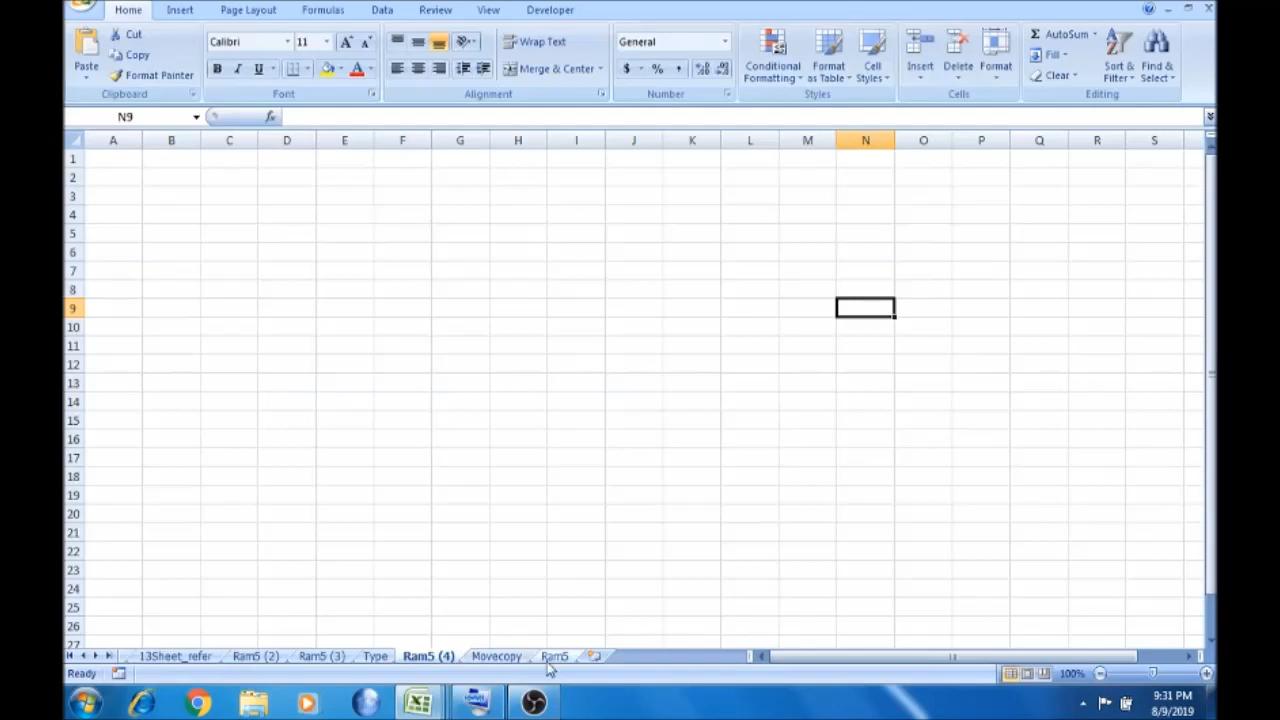 Home Insert Page Layout Formulas Data Review View Developer
Cut
Copy
Format Painter
Paste
Clipboard
Calibri 11
B I U
Font
Wrap Text
Merge & Center
Alignment
General
$ % ,
Number
Conditional Formatting
Format as Table
Cell Styles
Styles
Insert Delete Format
Cells
Σ AutoSum
Fill
Clear
Sort & Filter
Find & Select
Editing
N9 fx
A B C D E F G H I J K L M N O P Q R S
1
2
3
4
5
6
7
8
9
10
11
12
13
14
15
16
17
18
19
20
21
22
23
24
25
26
27
13Sheet_refer Ram5 (2) Ram5 (3) Type Ram5 (4) Movecopy Ram5
Ready 100%
9:31 PM
8/9/2019